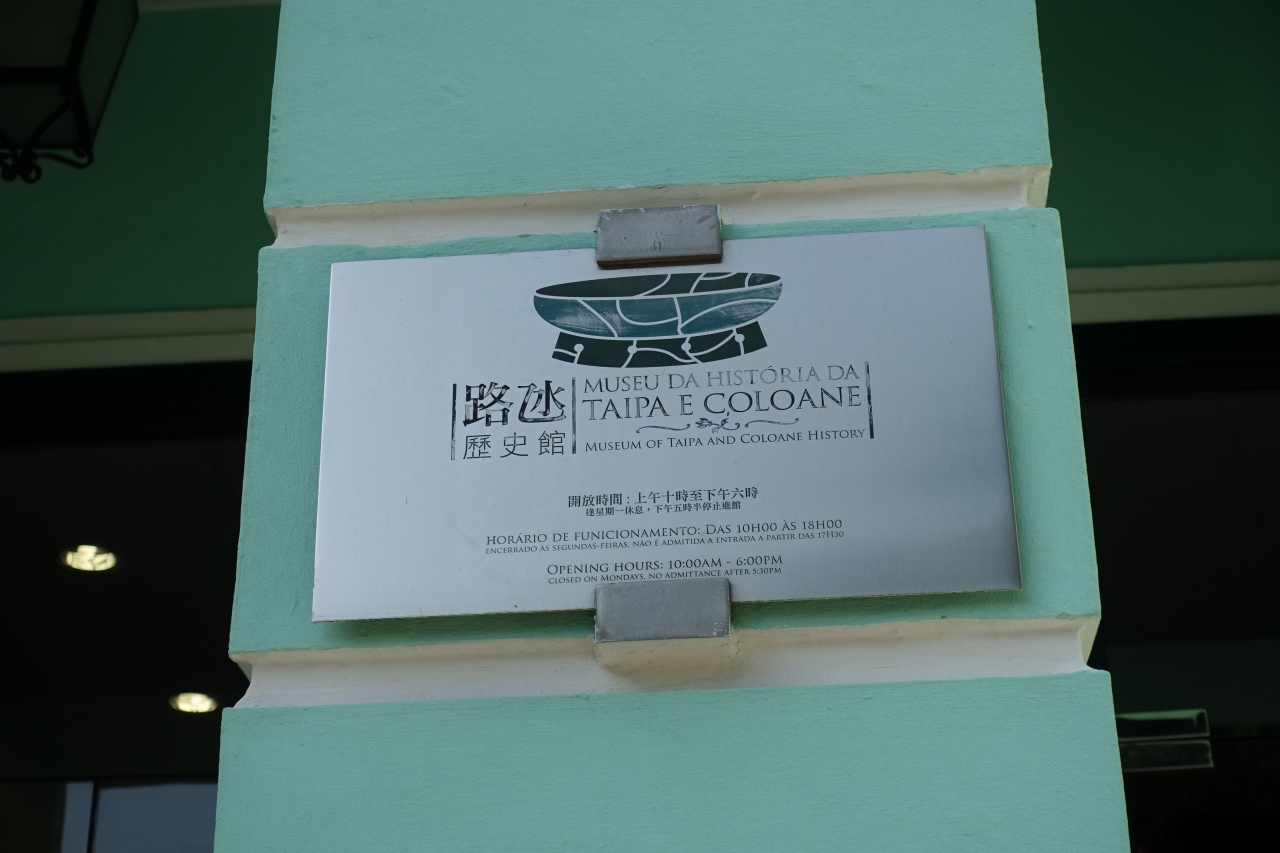 路氹
歷史館
MUSEU DA HISTÓRIA DA
TAIPA E COLOANE
MUSEUM OF TAIPA AND COLOANE HISTORY
開放時間：上午十時至下午六時
逢星期一休息，下午五時半停止進館
HORÁRIO DE FUNICIONAMENTO: DAS 10H00 ÀS 18H00
ENCERRADO ÀS SEGUNDAS-FEIRAS. NÃO É ADMITIDA A ENTRADA A PARTIR DAS 17H30
OPENING HOURS: 10:00AM - 6:00PM
CLOSED ON MONDAYS. NO ADMITTANCE AFTER 5:30PM